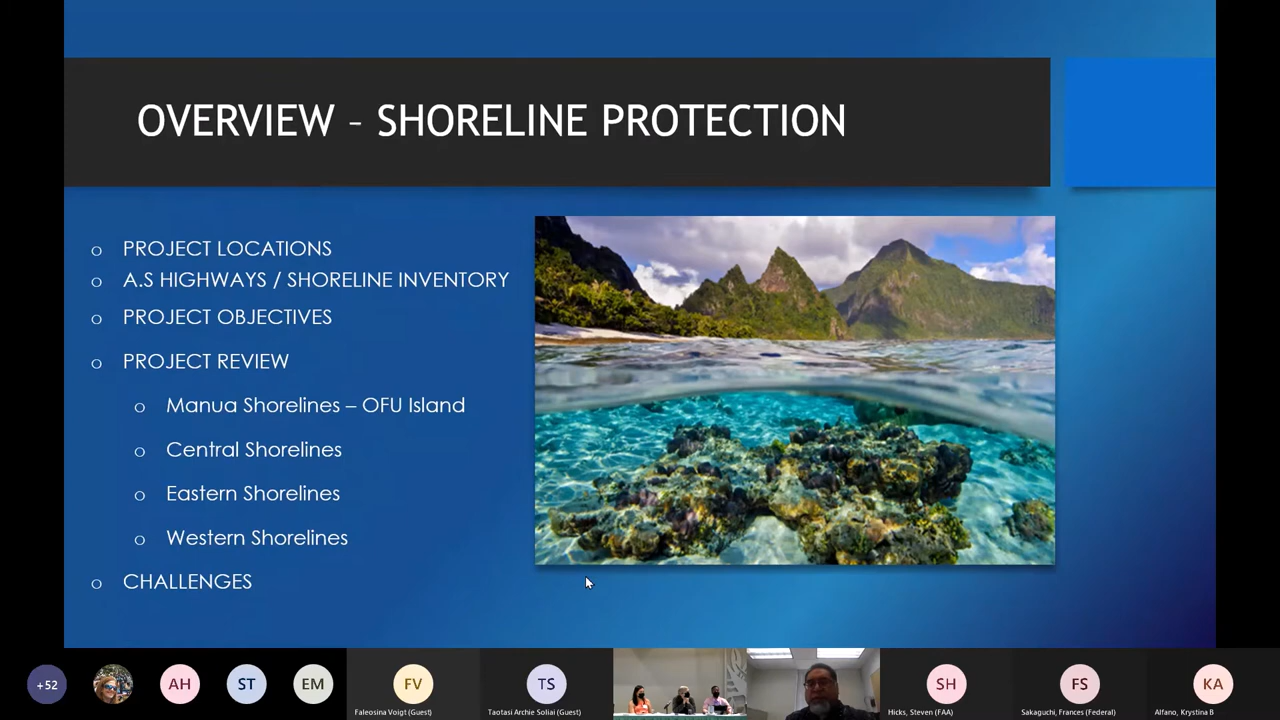 OVERVIEW - SHORELINE PROTECTION
PROJECT LOCATIONS
A.S HIGHWAYS / SHORELINE INVENTORY
PROJECT OBJECTIVES
PROJECT REVIEW
Manua Shorelines – OFU Island
Central Shorelines
Eastern Shorelines
Western Shorelines
CHALLENGES
+52
AH
ST
EM
FV
Faleosina Voigt (Guest)
TS
Taotasi Archie Soliai (Guest)
SH
Hicks, Steven (FAA)
FS
Sakaguchi, Frances (Federal)
KA
Alfano, Krystina B